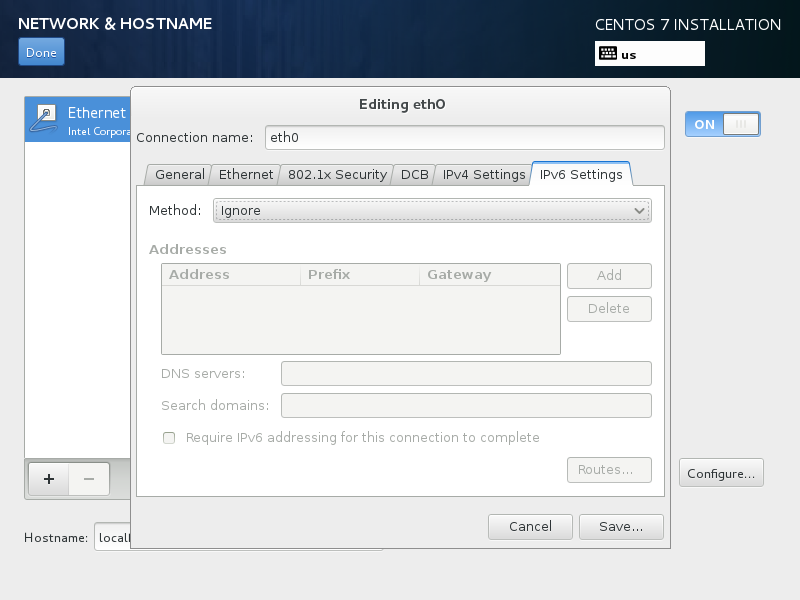 NETWORK & HOSTNAME
CENTOS 7 INSTALLATION
Done
us
Ethernet
Intel Corpora
ON
Editing eth0
Connection name: eth0
General Ethernet 802.1x Security DCB IPv4 Settings IPv6 Settings
Method: Ignore
Addresses
Address Prefix Gateway
Add
Delete
DNS servers:
Search domains:
Require IPv6 addressing for this connection to complete
Routes...
+ −
Configure...
Cancel Save...
Hostname: local